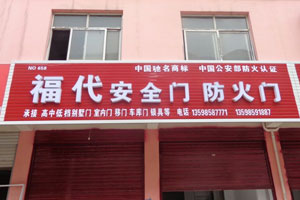 NO 658
中国驰名商标 中国公安部防火认证
福代安全门 防火门
承接 高中低档别墅门 室内门 移门 车库门 锁具等 电话 13598587771 13598591887